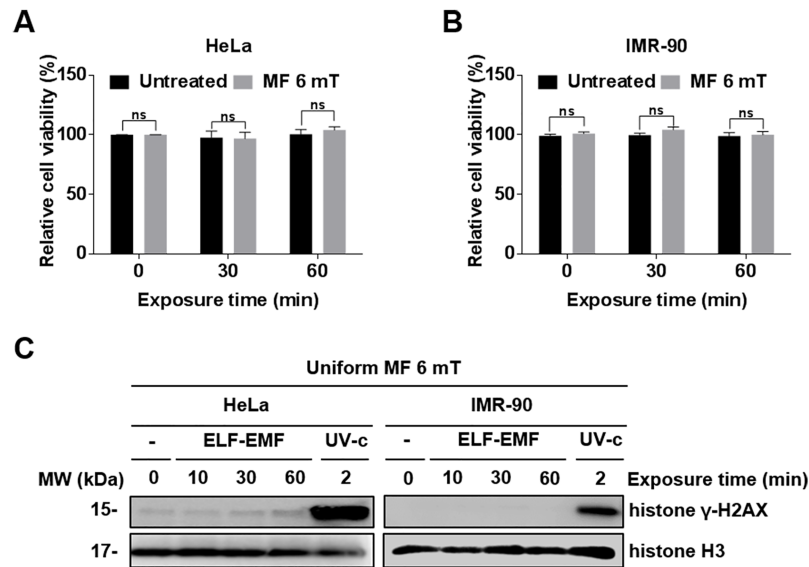 A
HeLa
Relative cell viability (%)
150
100
50
0
Untreated MF 6 mT
ns ns ns
0 30 60
Exposure time (min)
B
IMR-90
Relative cell viability (%)
150
100
50
0
Untreated MF 6 mT
ns ns ns
0 30 60
Exposure time (min)
C
Uniform MF 6 mT
HeLa IMR-90
- ELF-EMF UV-c - ELF-EMF UV-c
MW (kDa) 0 10 30 60 2 0 10 30 60 2 Exposure time (min)
15- histone γ-H2AX
17- histone H3